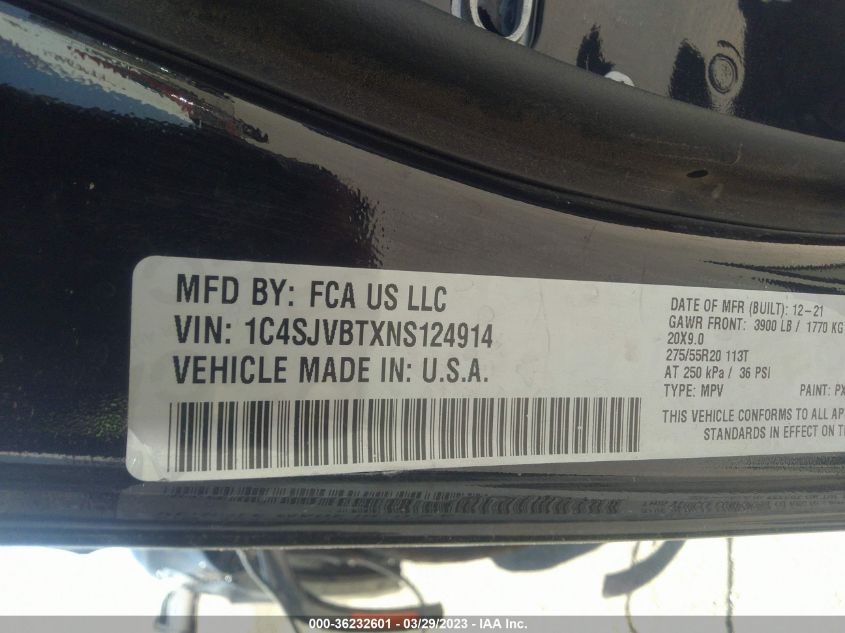 MFD BY: FCA US LLC
VIN: 1C4SJVBTXNS124914
VEHICLE MADE IN: U.S.A.
DATE OF MFR (BUILT): 12-21
GAWR FRONT: 3900 LB / 1770 KG
20X9.0
275/55R20 113T
AT 250 kPa / 36 PSI
TYPE: MPV PAINT: PX
THIS VEHICLE CONFORMS TO ALL AP
STANDARDS IN EFFECT ON T
000-36232601 - 03/29/2023 - IAA Inc.